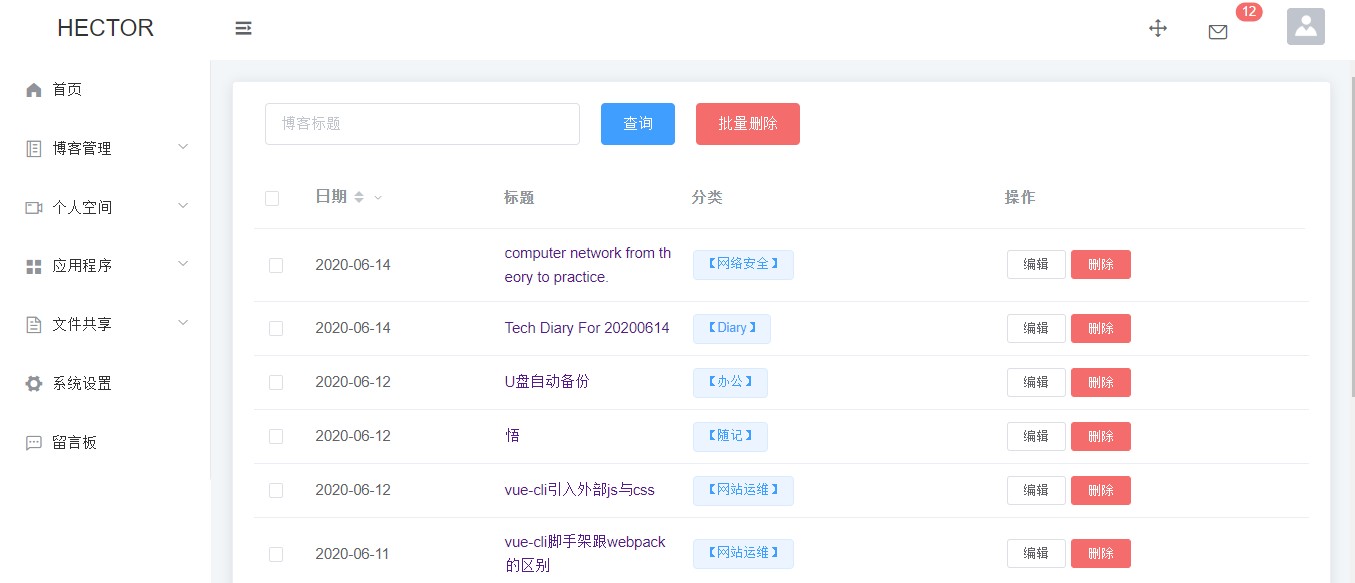 HECTOR
12
首页
博客管理
个人空间
应用程序
文件共享
系统设置
留言板
博客标题 查询 批量删除
日期 标题 分类 操作
2020-06-14 computer network from th 【网络安全】 编辑 删除
eory to practice.
2020-06-14 Tech Diary For 20200614 【Diary】 编辑 删除
2020-06-12 U盘自动备份 【办公】 编辑 删除
2020-06-12 悟 【随记】 编辑 删除
2020-06-12 vue-cli引入外部js与css 【网站运维】 编辑 删除
2020-06-11 vue-cli脚手架跟webpack 【网站运维】 编辑 删除
的区别